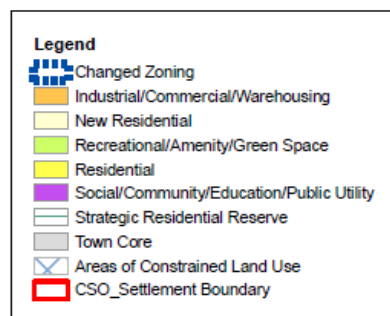 Legend
Changed Zoning
Industrial/Commercial/Warehousing
New Residential
Recreational/Amenity/Green Space
Residential
Social/Community/Education/Public Utility
Strategic Residential Reserve
Town Core
Areas of Constrained Land Use
CSO_Settlement Boundary